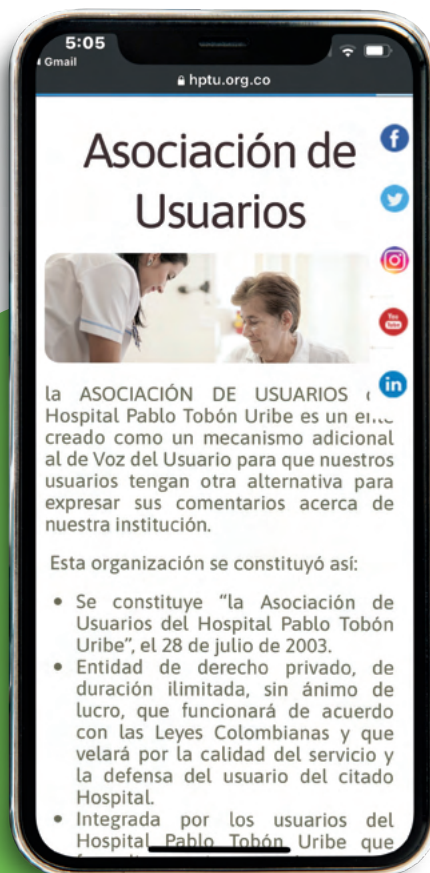 5:05
Gmail
hptu.org.co
Asociación de
Usuarios
You
Tube
in
la ASOCIACIÓN DE USUARIOS
Hospital Pablo Tobón Uribe es un
creado como un mecanismo adicional
al de Voz del Usuario para que nuestros
usuarios tengan otra alternativa para
expresar sus comentarios acerca de
nuestra institución.
Esta organización se constituyó así:
• Se constituye “la Asociación de
Usuarios del Hospital Pablo Tobón
Uribe”, el 28 de julio de 2003.
• Entidad de derecho privado, de
duración ilimitada, sin ánimo de
lucro, que funcionará de acuerdo
con las Leyes Colombianas y que
velará por la calidad del servicio y
la defensa del usuario del citado
Hospital.
• Integrada por los usuarios del
Hospital Pablo Tobón Uribe que